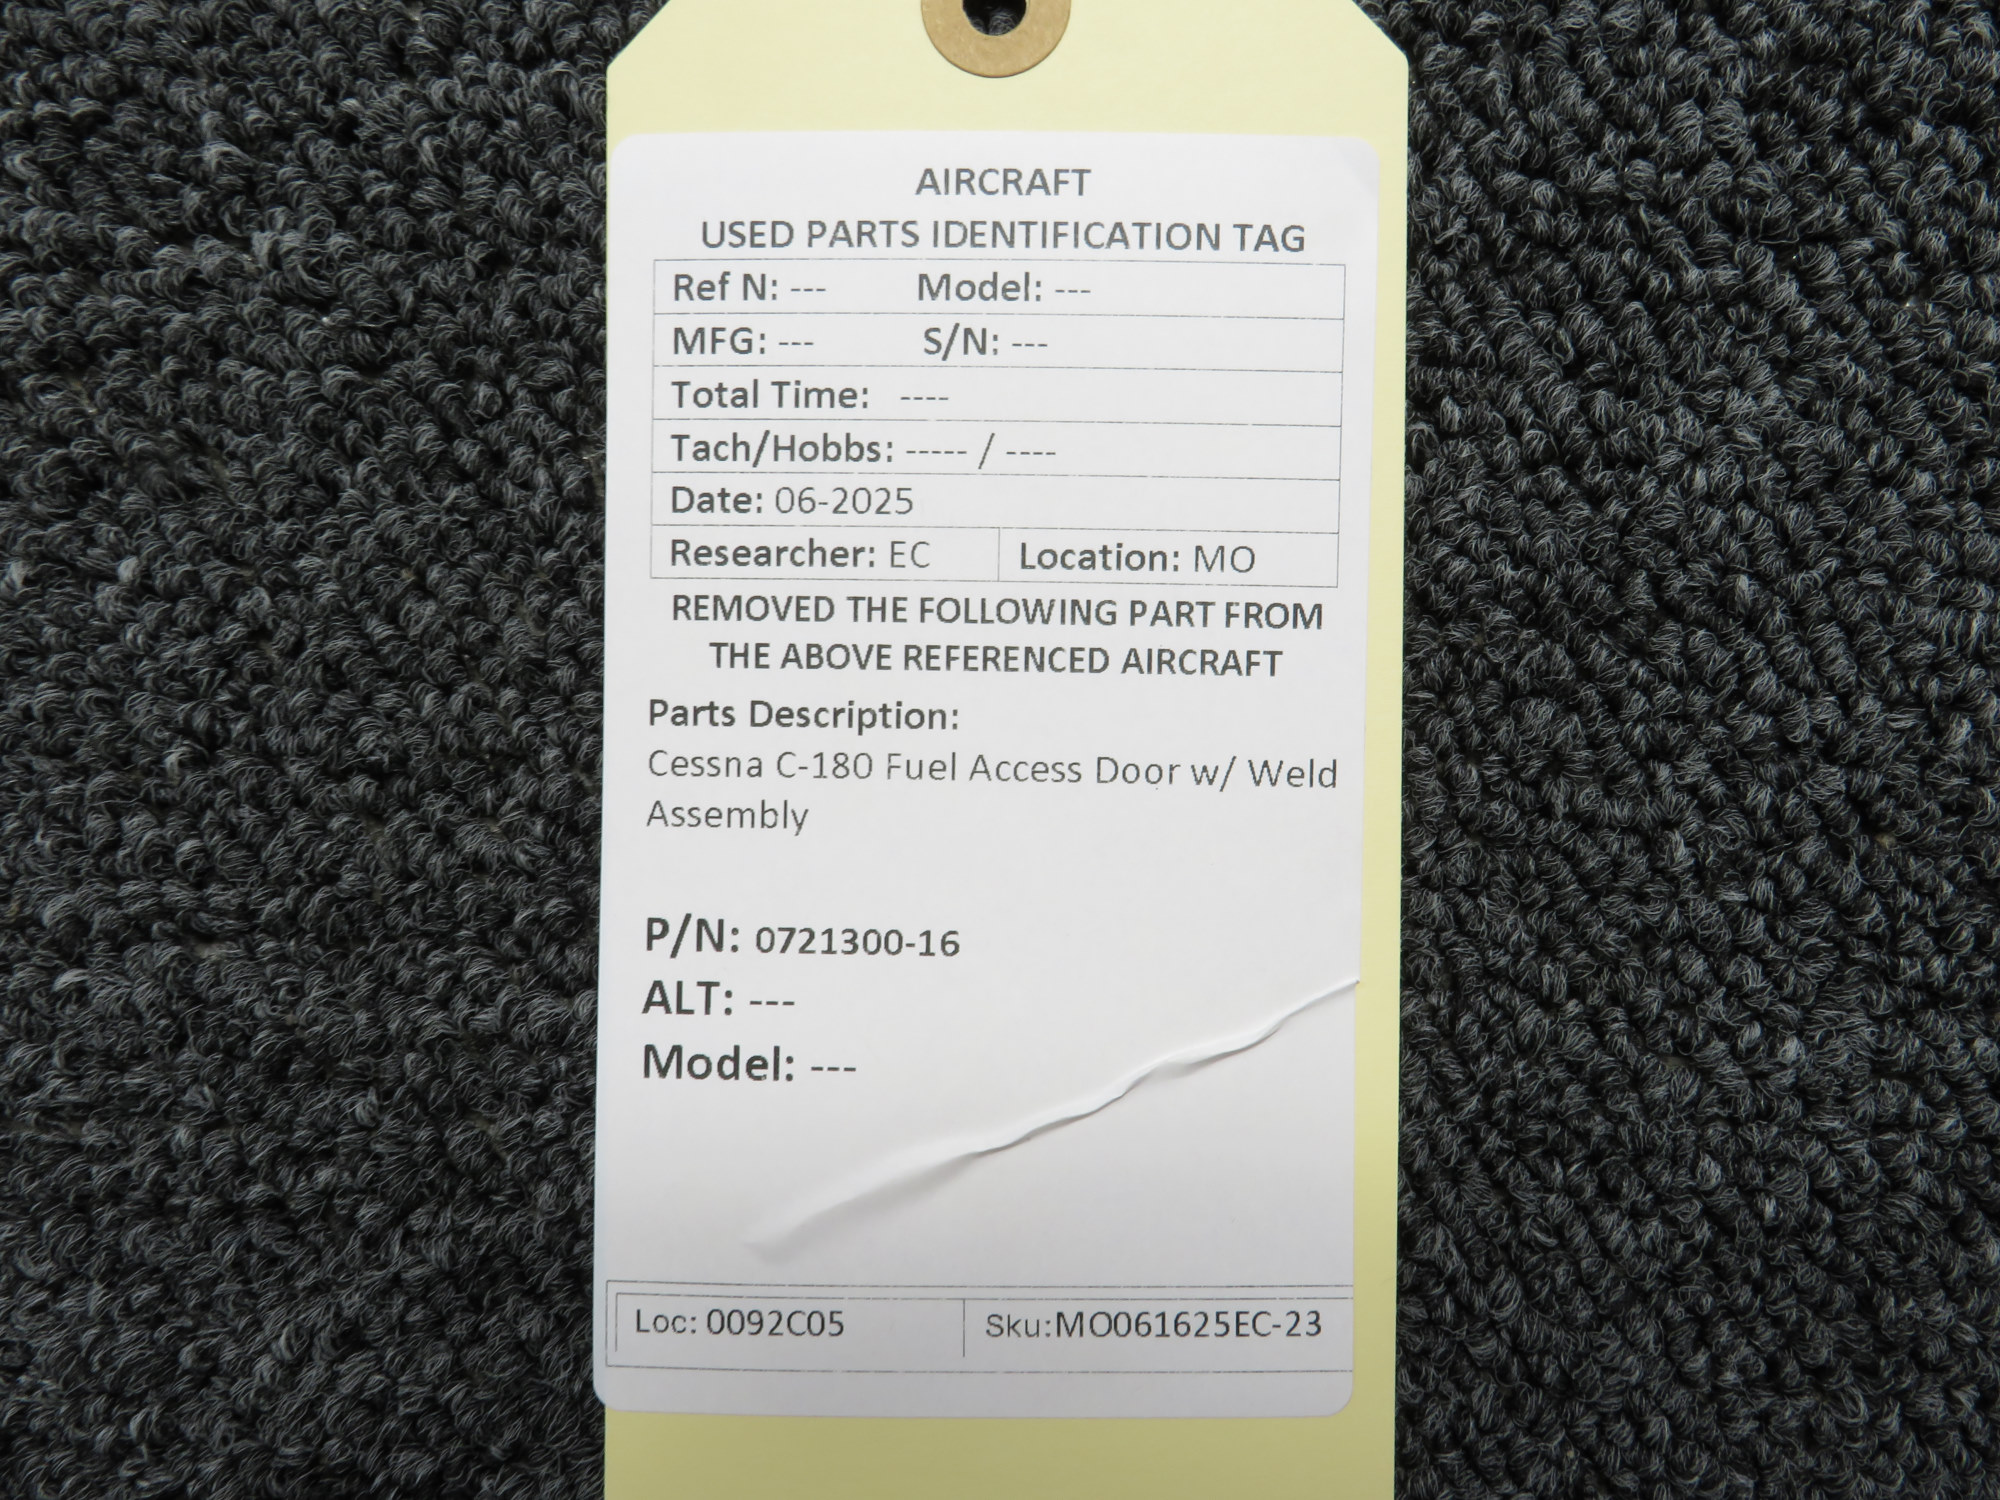 AIRCRAFT
USED PARTS IDENTIFICATION TAG
Ref N: --- Model: ---
MFG: --- S/N: ---
Total Time: ----
Tach/Hobbs: ----- / ----
Date: 06-2025
Researcher: EC Location: MO
REMOVED THE FOLLOWING PART FROM
THE ABOVE REFERENCED AIRCRAFT
Parts Description:
Cessna C-180 Fuel Access Door w/ Weld
Assembly
P/N: 0721300-16
ALT: ---
Model: ---
Loc: 0092C05 Sku:MO061625EC-23